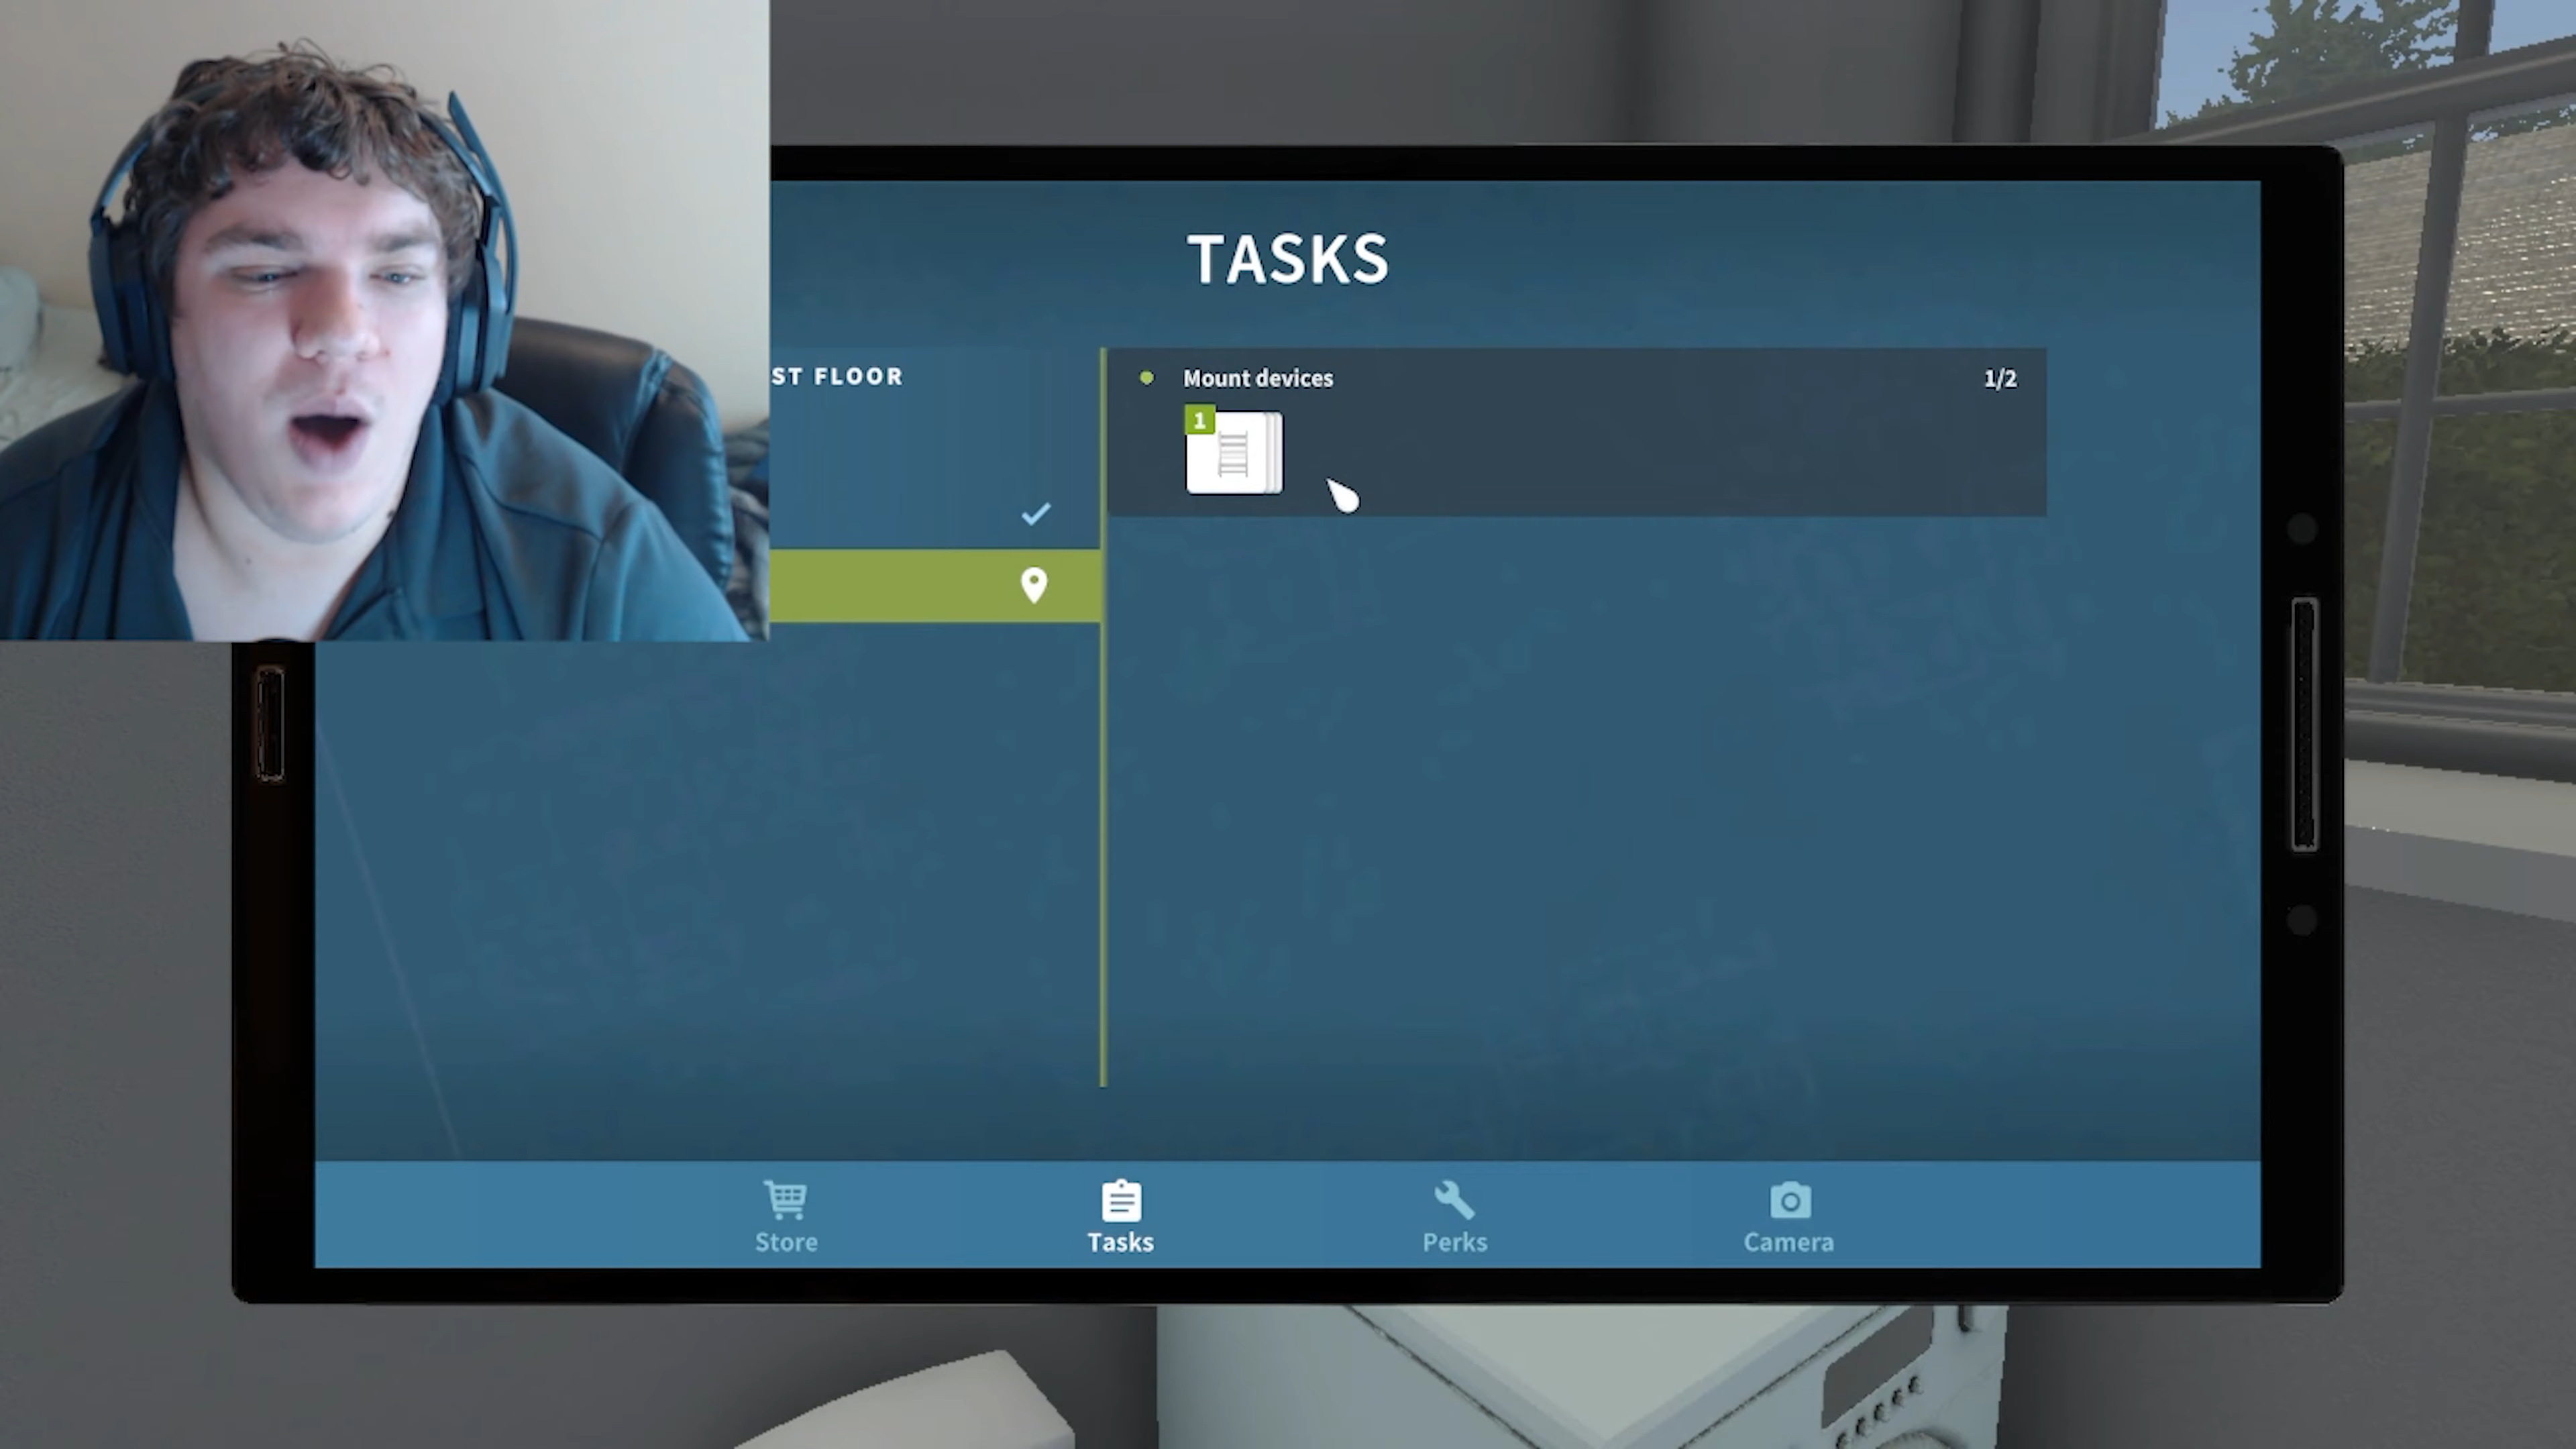 TASKS
ST FLOOR
Mount devices
1/2
1
Store
Tasks
Perks
Camera